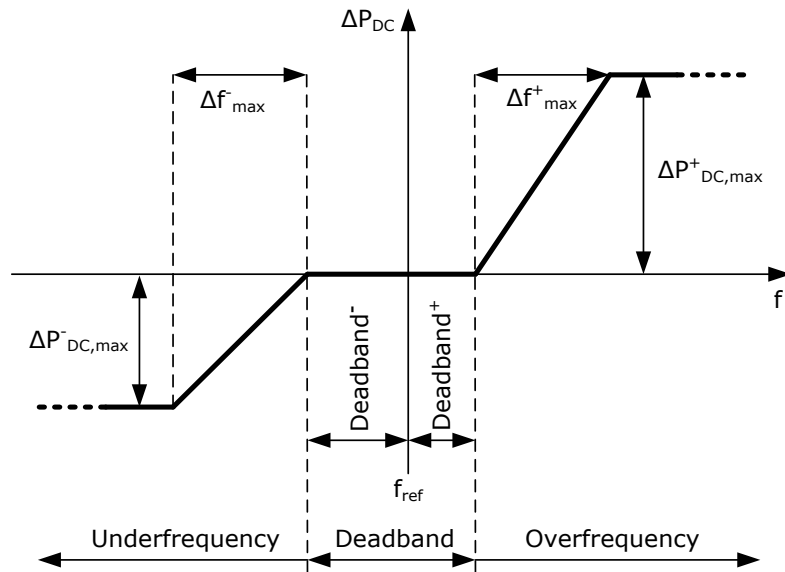 ΔP_DC
Δf⁻_max
Δf⁺_max
ΔP⁺_DC,max
f
ΔP⁻_DC,max
Deadband⁻
Deadband⁺
f_ref
Underfrequency
Deadband
Overfrequency